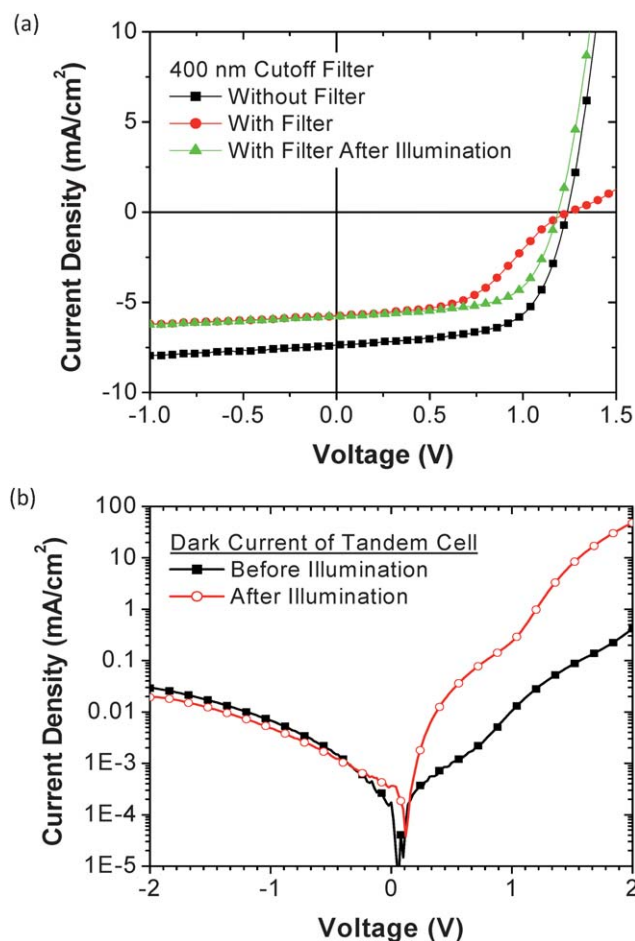 (a)
10
5
0
-5
-10
400 nm Cutoff Filter
Without Filter
With Filter
With Filter After Illumination
Current Density (mA/cm²)
-1.0 -0.5 0.0 0.5 1.0 1.5
Voltage (V)
(b)
100
10
1
0.1
0.01
1E-3
1E-4
1E-5
Dark Current of Tandem Cell
Before Illumination
After Illumination
Current Density (mA/cm²)
-2 -1 0 1 2
Voltage (V)